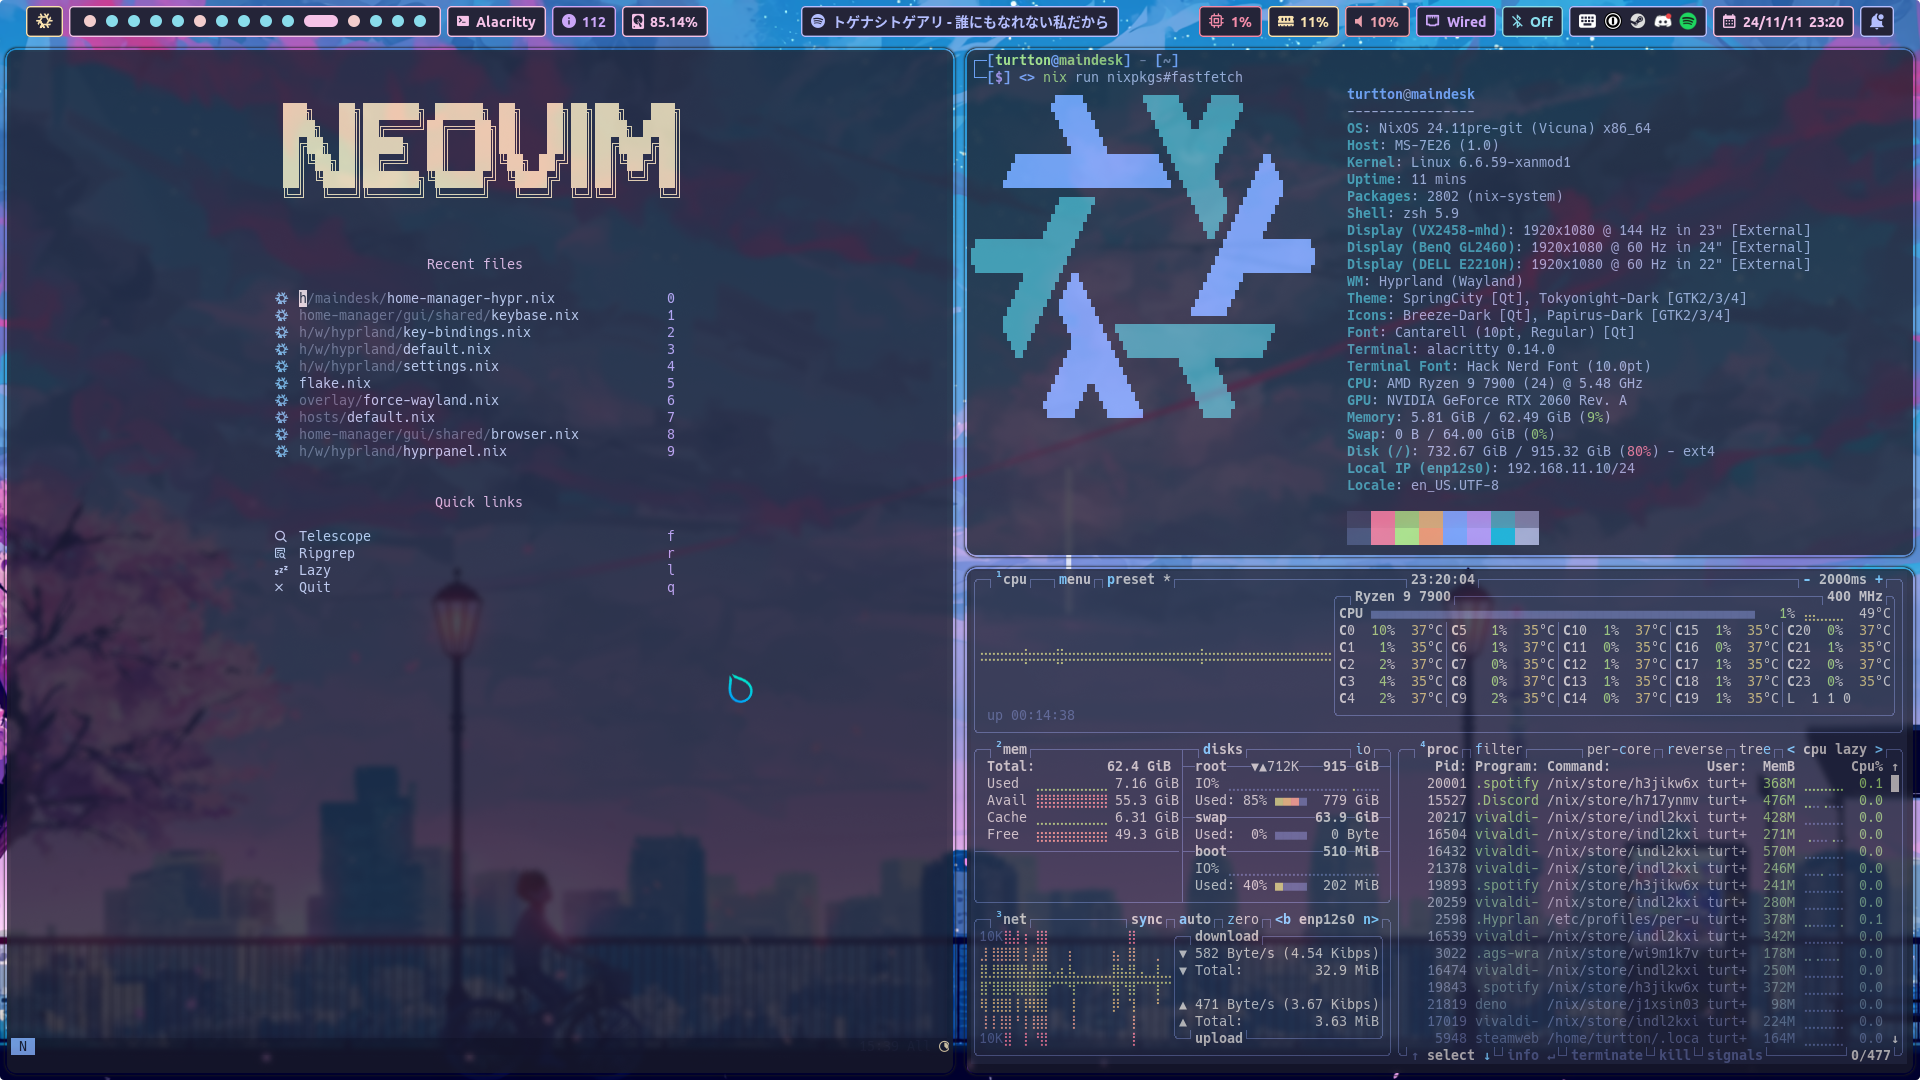 Alacritty
112
85.14%
トゲナシトゲアリ - 誰にもなれない私だから
1%
11%
10%
Wired
Off
24/11/11 23:20
NEOVIM
Recent files
h/maindesk/home-manager-hypr.nix 0
home-manager/gui/shared/keybase.nix 1
h/w/hyprland/key-bindings.nix 2
h/w/hyprland/default.nix 3
h/w/hyprland/settings.nix 4
flake.nix 5
overlay/force-wayland.nix 6
hosts/default.nix 7
home-manager/gui/shared/browser.nix 8
h/w/hyprland/hyprpanel.nix 9
Quick links
Telescope f
Ripgrep r
Lazy l
Quit q
N
[turtton@maindesk] - [~]
[$] <> nix run nixpkgs#fastfetch
turtton@maindesk
----------------
OS: NixOS 24.11pre-git (Vicuna) x86_64
Host: MS-7E26 (1.0)
Kernel: Linux 6.6.59-xanmod1
Uptime: 11 mins
Packages: 2802 (nix-system)
Shell: zsh 5.9
Display (VX2458-mhd): 1920x1080 @ 144 Hz in 23" [External]
Display (BenQ GL2460): 1920x1080 @ 60 Hz in 24" [External]
Display (DELL E2210H): 1920x1080 @ 60 Hz in 22" [External]
WM: Hyprland (Wayland)
Theme: SpringCity [Qt], Tokyonight-Dark [GTK2/3/4]
Icons: Breeze-Dark [Qt], Papirus-Dark [GTK2/3/4]
Font: Cantarell (10pt, Regular) [Qt]
Terminal: alacritty 0.14.0
Terminal Font: Hack Nerd Font (10.0pt)
CPU: AMD Ryzen 9 7900 (24) @ 5.48 GHz
GPU: NVIDIA GeForce RTX 2060 Rev. A
Memory: 5.81 GiB / 62.49 GiB (9%)
Swap: 0 B / 64.00 GiB (0%)
Disk (/): 732.67 GiB / 915.32 GiB (80%) - ext4
Local IP (enp12s0): 192.168.11.10/24
Locale: en_US.UTF-8
¹cpu menu preset * 23:20:04 - 2000ms +
Ryzen 9 7900 400 MHz
CPU 1% 49°C
C0 10% 37°C C5 1% 35°C C10 1% 37°C C15 1% 35°C C20 0% 37°C
C1 1% 35°C C6 1% 37°C C11 0% 35°C C16 0% 37°C C21 1% 35°C
C2 2% 37°C C7 0% 35°C C12 1% 37°C C17 1% 35°C C22 0% 37°C
C3 4% 35°C C8 0% 37°C C13 1% 35°C C18 1% 37°C C23 0% 35°C
C4 2% 37°C C9 2% 35°C C14 0% 37°C C19 1% 35°C L 1 1 0
up 00:14:38
²mem
Total: 62.4 GiB
Used 7.16 GiB
Avail 55.3 GiB
Cache 6.31 GiB
Free 49.3 GiB
disks io
root ▼▲712K 915 GiB
IO%
Used: 85% 779 GiB
swap 63.9 GiB
Used: 0% 0 Byte
boot 510 MiB
IO%
Used: 40% 202 MiB
³net sync auto zero <b enp12s0 n>
10K
download
▼ 582 Byte/s (4.54 Kibps)
▼ Total: 32.9 MiB
▲ 471 Byte/s (3.67 Kibps)
▲ Total: 3.63 MiB
10K
upload
⁴proc filter per-core reverse tree < cpu lazy >
Pid: Program: Command: User: MemB Cpu% ↑
20001 .spotify /nix/store/h3jikw6x turt+ 368M 0.1
15527 .Discord /nix/store/h717ynmv turt+ 476M 0.0
20217 vivaldi- /nix/store/indl2kxi turt+ 428M 0.0
16504 vivaldi- /nix/store/indl2kxi turt+ 271M 0.0
16432 vivaldi- /nix/store/indl2kxi turt+ 570M 0.0
21378 vivaldi- /nix/store/indl2kxi turt+ 246M 0.0
19893 .spotify /nix/store/h3jikw6x turt+ 241M 0.0
20259 vivaldi- /nix/store/indl2kxi turt+ 280M 0.0
2598 .Hyprlan /etc/profiles/per-u turt+ 378M 0.1
16539 vivaldi- /nix/store/indl2kxi turt+ 342M 0.0
3022 .ags-wra /nix/store/wi9m1k7v turt+ 178M 0.0
16474 vivaldi- /nix/store/indl2kxi turt+ 250M 0.0
19843 .spotify /nix/store/h3jikw6x turt+ 372M 0.0
21819 deno /nix/store/j1xsin03 turt+ 98M 0.0
17019 vivaldi- /nix/store/indl2kxi turt+ 224M 0.0
5948 steamweb /home/turtton/.loca turt+ 164M 0.0 ↓
↑ select ↓ info ↵ terminate kill signals 0/477